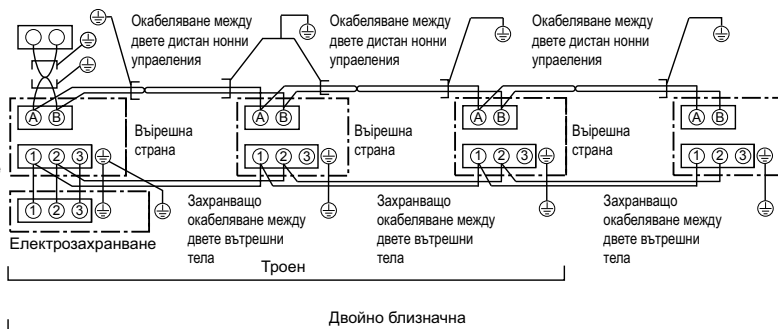 Окабеляване между
двете дистан нонни
управления
Окабеляване между
двете дистан нонни
управления
Окабеляване между
двете дистан нонни
управления
A B
A B
A B
A B
Върешна
страна
Върешна
страна
Върешна
страна
1 2 3
1 2 3
1 2 3
1 2 3
1 2 3
Електрозахранване
Захранващо
окабеляване между
двете вътрешни
тела
Захранващо
окабеляване между
двете вътрешни
тела
Захранващо
окабеляване между
двете вътрешни
тела
Троен
Двойно близначна